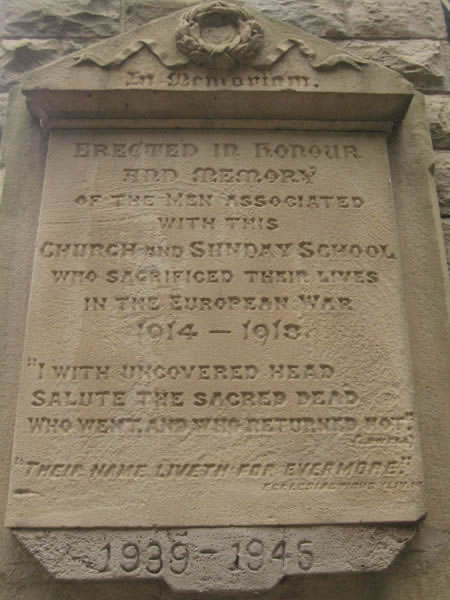 In Memoriam.
ERECTED IN HONOUR
AND MEMORY
OF THE MEN ASSOCIATED
WITH THIS
CHURCH AND SUNDAY SCHOOL
WHO SACRIFICED THEIR LIVES
IN THE EUROPEAN WAR
1914 – 1918.
"I WITH UNCOVERED HEAD
SALUTE THE SACRED DEAD
WHO WENT, AND WHO RETURNED NOT".
"THEIR NAME LIVETH FOR EVERMORE."
ECCLESIASTICUS XLIV.
1939 – 1945